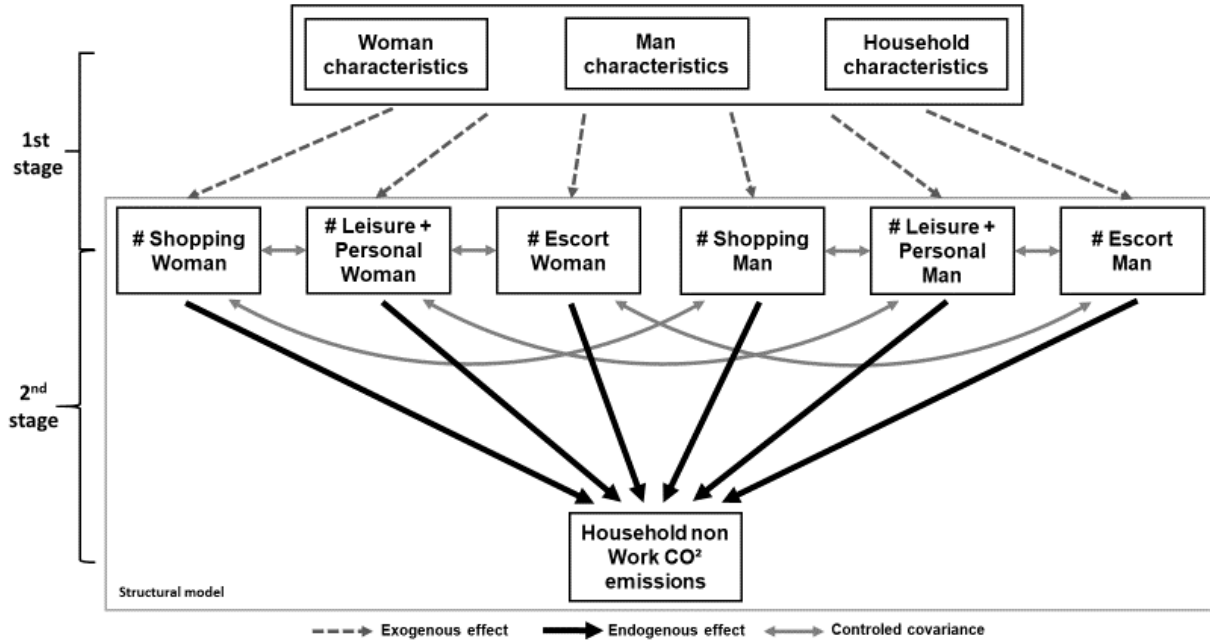 Woman
characteristics
Man
characteristics
Household
characteristics
1st
stage
# Shopping
Woman
# Leisure +
Personal
Woman
# Escort
Woman
# Shopping
Man
# Leisure +
Personal
Man
# Escort
Man
2nd
stage
Household non
Work CO²
emissions
Structural model
Exogenous effect
Endogenous effect
Controled covariance